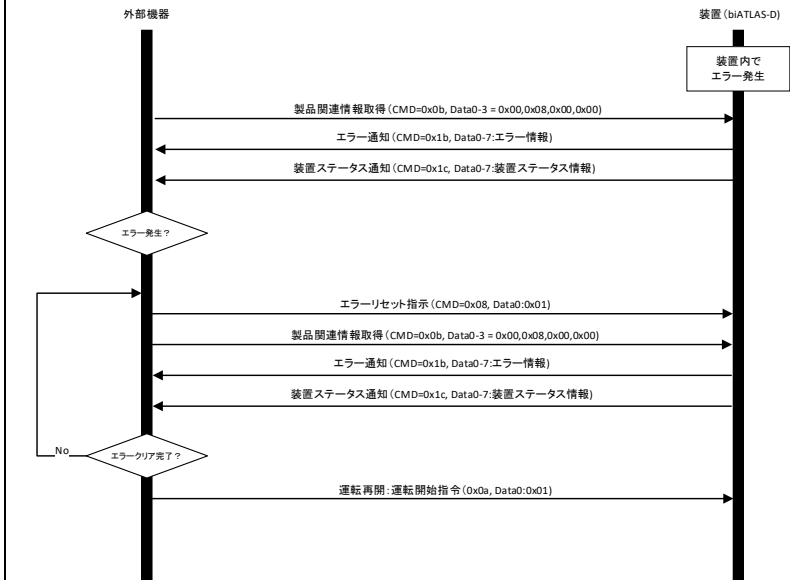 外部機器
装置（biATLAS-D)
装置内で
エラー発生
製品関連情報取得（CMD=0x0b, Data0-3 = 0x00,0x08,0x00,0x00)
エラー通知（CMD=0x1b, Data0-7:エラー情報）
装置ステータス通知（CMD=0x1c, Data0-7:装置ステータス情報）
エラー発生？
エラーリセット指示（CMD=0x08, Data0:0x01)
製品関連情報取得（CMD=0x0b, Data0-3 = 0x00,0x08,0x00,0x00)
エラー通知（CMD=0x1b, Data0-7:エラー情報）
装置ステータス通知（CMD=0x1c, Data0-7:装置ステータス情報）
No
エラークリア完了？
運転再開：運転開始指令（0x0a, Data0:0x01)